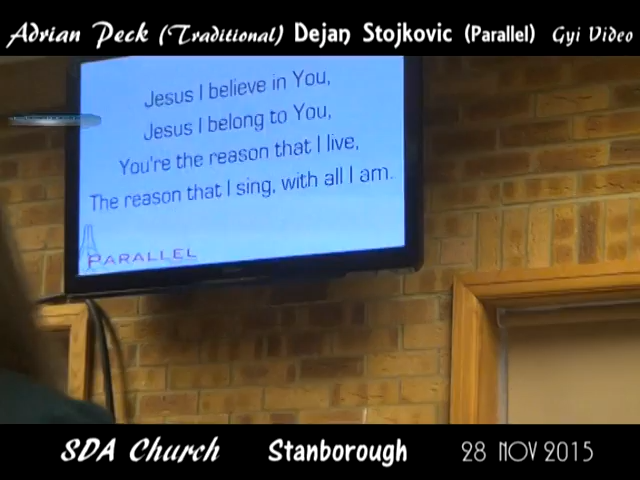 Adrian Peck (Traditional) Dejan Stojkovic (Parallel) Gyi Video
Jesus I believe in You,
Jesus I belong to You,
You're the reason that I live,
The reason that I sing, with all I am.
PARALLEL
SDA Church Stanborough 28 NOV 2015